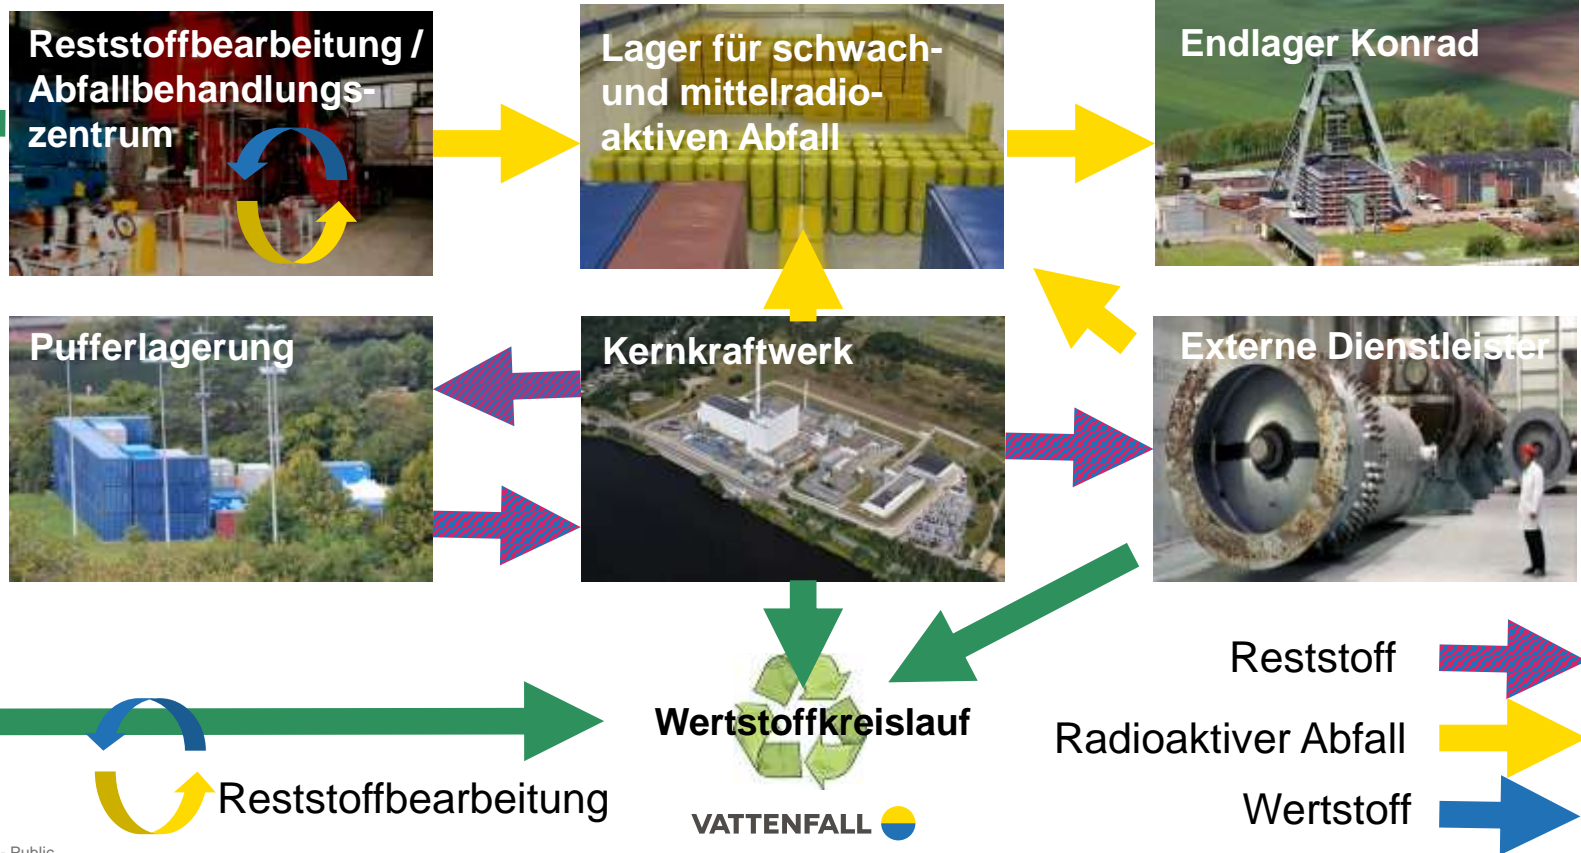 Reststoffbearbeitung /
Abfallbehandlungs-
zentrum
Lager für schwach-
und mittelradio-
aktiven Abfall
Endlager Konrad
Pufferlagerung
Kernkraftwerk
Externe Dienstleister
Reststoff
Wertstoffkreislauf
Radioaktiver Abfall
Reststoffbearbeitung
Wertstoff
VATTENFALL
- Public